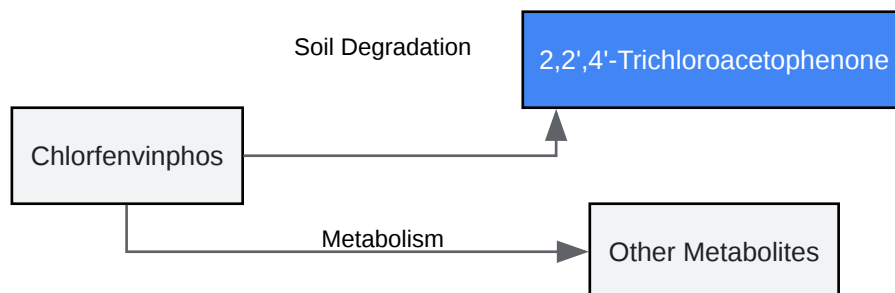 Soil Degradation
2,2',4'-Trichloroacetophenone
Chlorfenvinphos
Metabolism
Other Metabolites